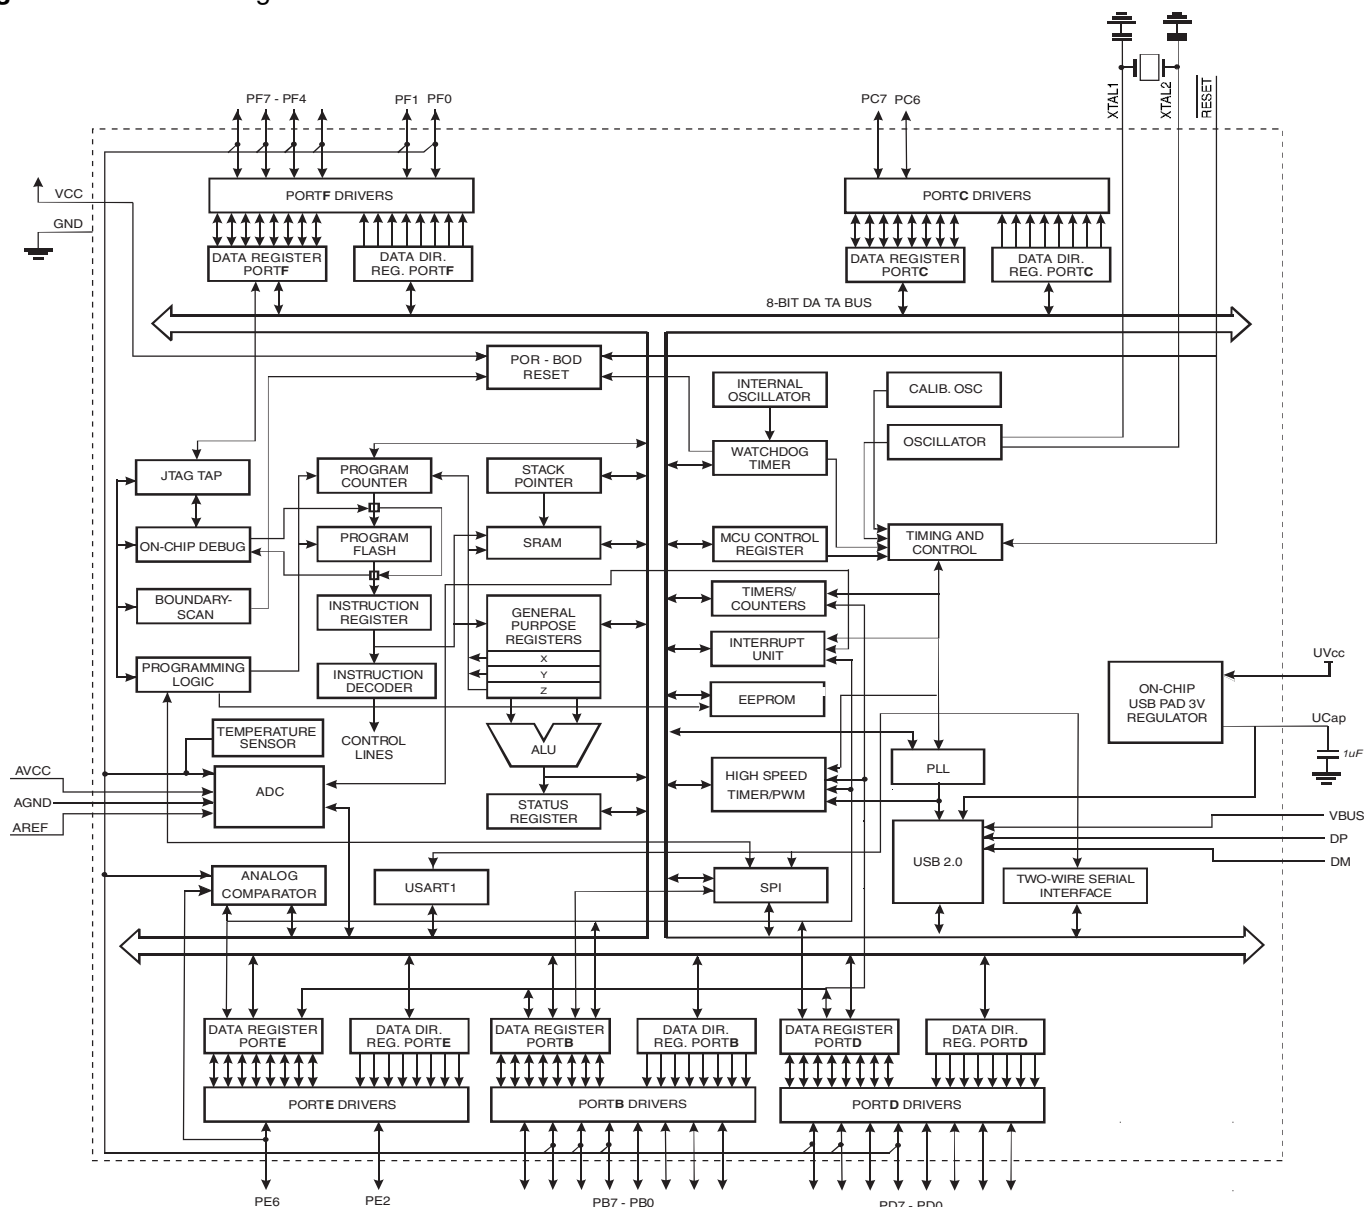 PF7 - PF4
PF1
PF0
PC7
PC6
XTAL1
XTAL2
RESET
VCC
GND
PORTF DRIVERS
PORTC DRIVERS
DATA REGISTER
PORTF
DATA DIR.
REG. PORTF
DATA REGISTER
PORTC
DATA DIR.
REG. PORTC
8-BIT DA TA BUS
POR - BOD
RESET
INTERNAL
OSCILLATOR
CALIB. OSC
OSCILLATOR
WATCHDOG
TIMER
JTAG TAP
PROGRAM
COUNTER
STACK
POINTER
ON-CHIP DEBUG
PROGRAM
FLASH
SRAM
MCU CONTROL
REGISTER
TIMING AND
CONTROL
BOUNDARY-
SCAN
INSTRUCTION
REGISTER
GENERAL
PURPOSE
REGISTERS
X
Y
Z
TIMERS/
COUNTERS
INTERRUPT
UNIT
PROGRAMMING
LOGIC
INSTRUCTION
DECODER
EEPROM
ON-CHIP
USB PAD 3V
REGULATOR
UVcc
UCap
1uF
TEMPERATURE
SENSOR
CONTROL
LINES
ALU
PLL
HIGH SPEED
TIMER/PWM
AVCC
AGND
AREF
ADC
STATUS
REGISTER
VBUS
DP
DM
USB 2.0
ANALOG
COMPARATOR
USART1
SPI
TWO-WIRE SERIAL
INTERFACE
DATA REGISTER
PORTE
DATA DIR.
REG. PORTE
DATA REGISTER
PORTB
DATA DIR.
REG. PORTB
DATA REGISTER
PORTD
DATA DIR.
REG. PORTD
PORTE DRIVERS
PORTB DRIVERS
PORTD DRIVERS
PE6
PE2
PB7 - PB0
PD7 - PD0